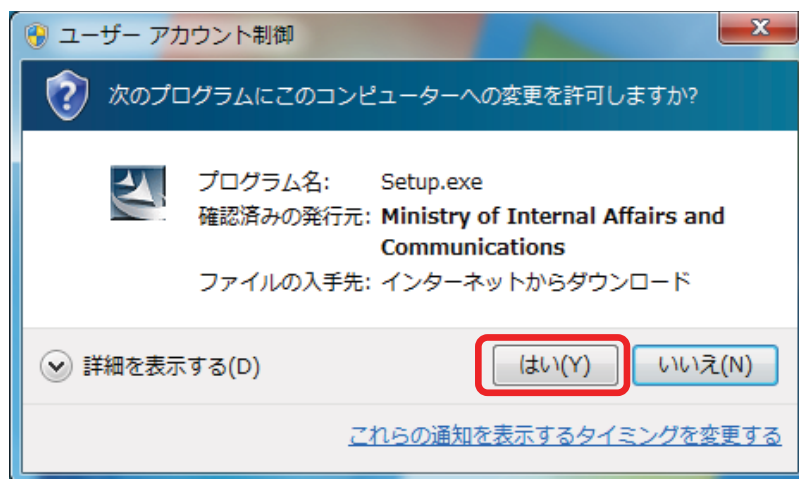 ユーザー アカウント制御
次のプログラムにこのコンピューターへの変更を許可しますか?
プログラム名: Setup.exe
確認済みの発行元: Ministry of Internal Affairs and
Communications
ファイルの入手先: インターネットからダウンロード
詳細を表示する(D) はい(Y) いいえ(N)
これらの通知を表示するタイミングを変更する